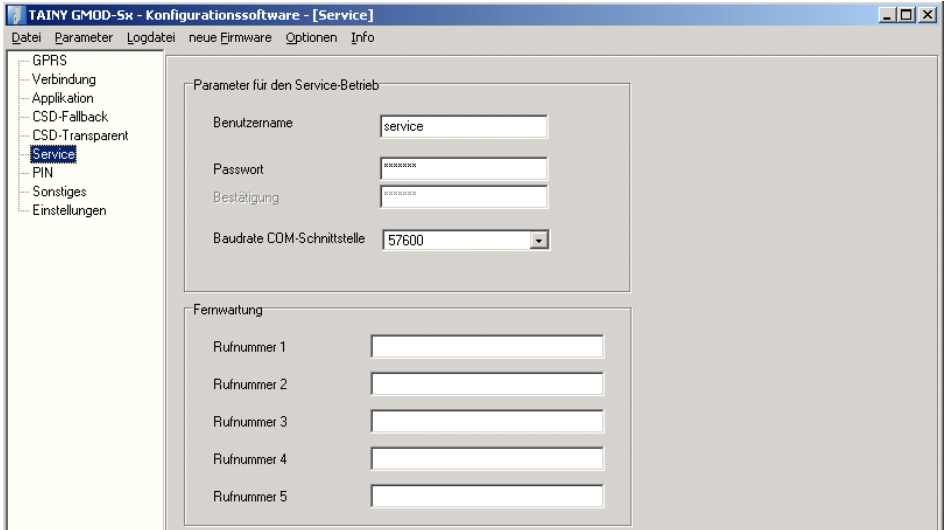 TAINY GMOD-Sx - Konfigurationssoftware - [Service]
Datei Parameter Logdatei neue Firmware Optionen Info
GPRS
Verbindung
Applikation
CSD-Fallback
CSD-Transparent
Service
PIN
Sonstiges
Einstellungen
Parameter für den Service-Betrieb
Benutzername service
Passwort *******
Bestätigung *******
Baudrate COM-Schnittstelle 57600
Fernwartung
Rufnummer 1
Rufnummer 2
Rufnummer 3
Rufnummer 4
Rufnummer 5